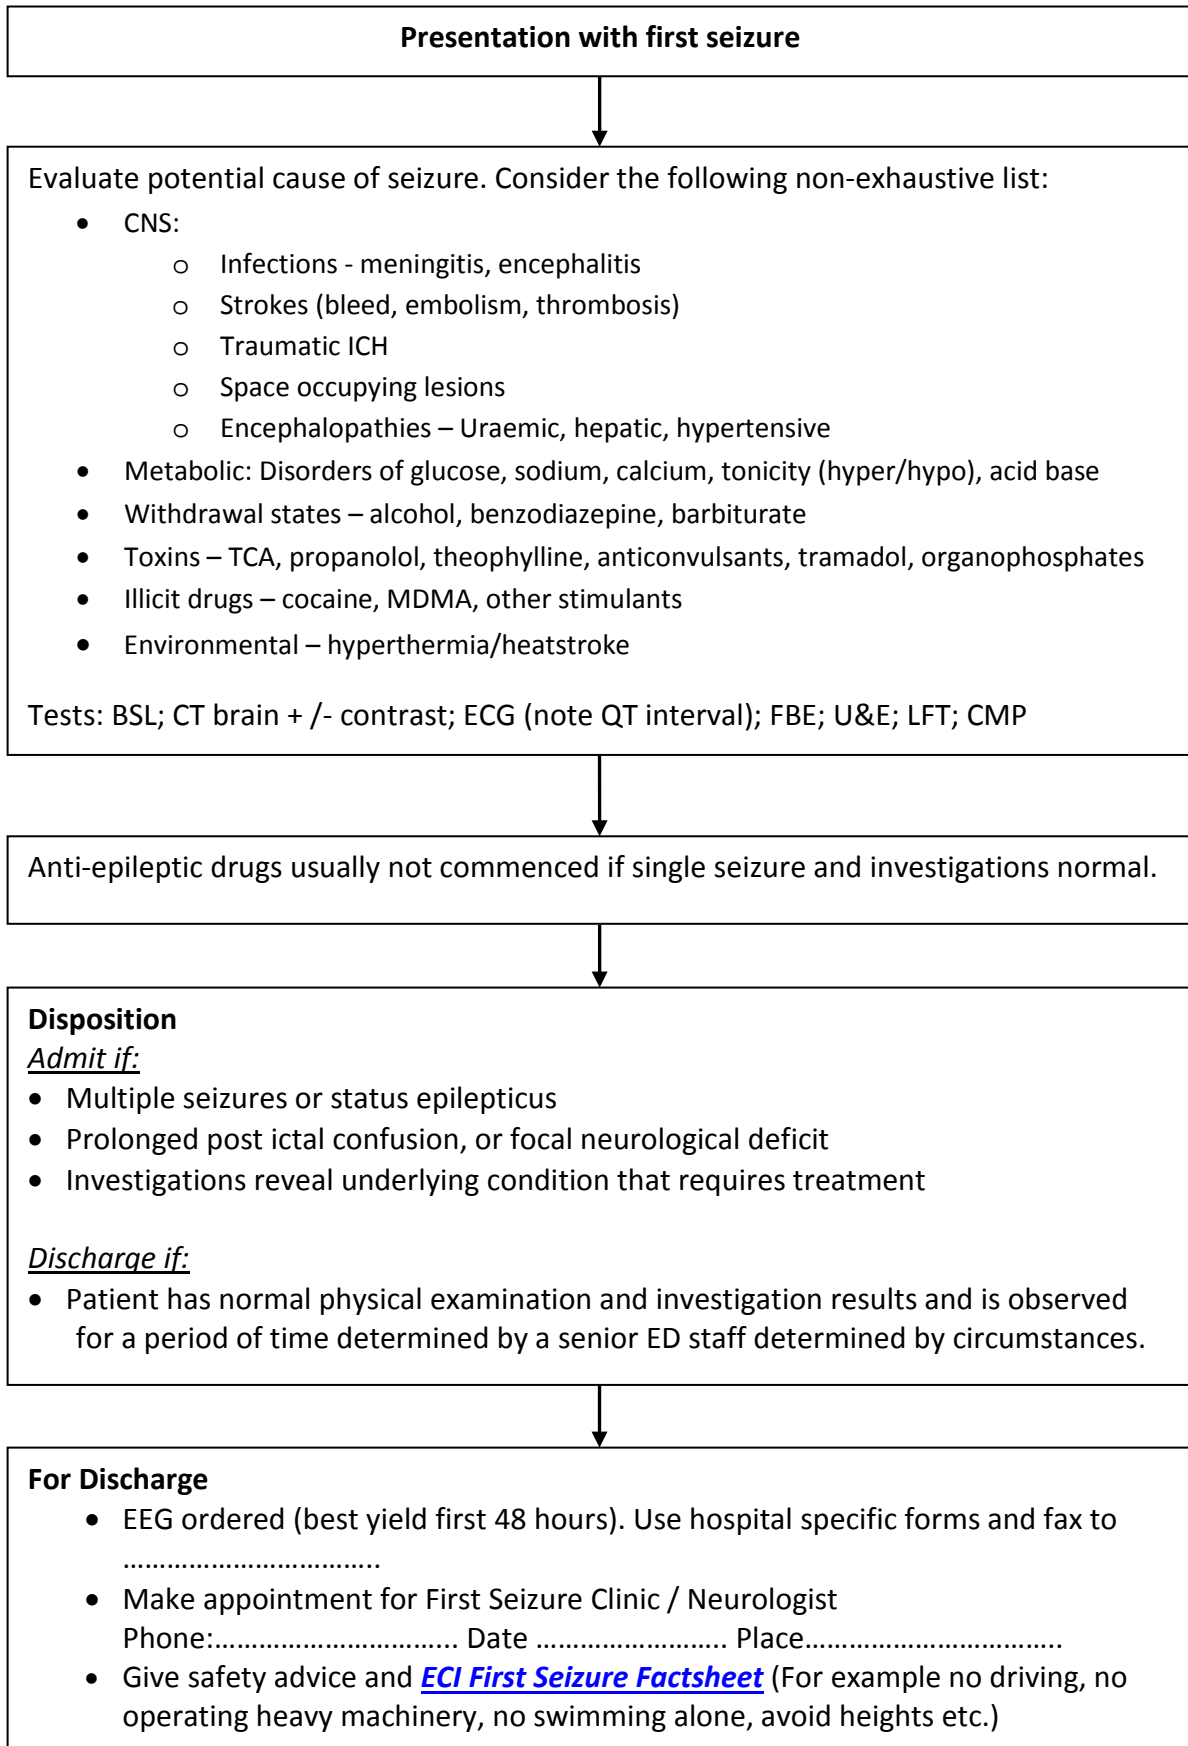 Presentation with first seizure
Evaluate potential cause of seizure. Consider the following non-exhaustive list:
• CNS:
o Infections - meningitis, encephalitis
o Strokes (bleed, embolism, thrombosis)
o Traumatic ICH
o Space occupying lesions
o Encephalopathies – Uraemic, hepatic, hypertensive
• Metabolic: Disorders of glucose, sodium, calcium, tonicity (hyper/hypo), acid base
• Withdrawal states – alcohol, benzodiazepine, barbiturate
• Toxins – TCA, propanolol, theophylline, anticonvulsants, tramadol, organophosphates
• Illicit drugs – cocaine, MDMA, other stimulants
• Environmental – hyperthermia/heatstroke
Tests: BSL; CT brain + /- contrast; ECG (note QT interval); FBE; U&E; LFT; CMP
Anti-epileptic drugs usually not commenced if single seizure and investigations normal.
Disposition
Admit if:
• Multiple seizures or status epilepticus
• Prolonged post ictal confusion, or focal neurological deficit
• Investigations reveal underlying condition that requires treatment
Discharge if:
• Patient has normal physical examination and investigation results and is observed
for a period of time determined by a senior ED staff determined by circumstances.
For Discharge
• EEG ordered (best yield first 48 hours). Use hospital specific forms and fax to
……………………………..
• Make appointment for First Seizure Clinic / Neurologist
Phone:………………………….. Date …………………….. Place……………………………..
• Give safety advice and ECI First Seizure Factsheet (For example no driving, no
operating heavy machinery, no swimming alone, avoid heights etc.)